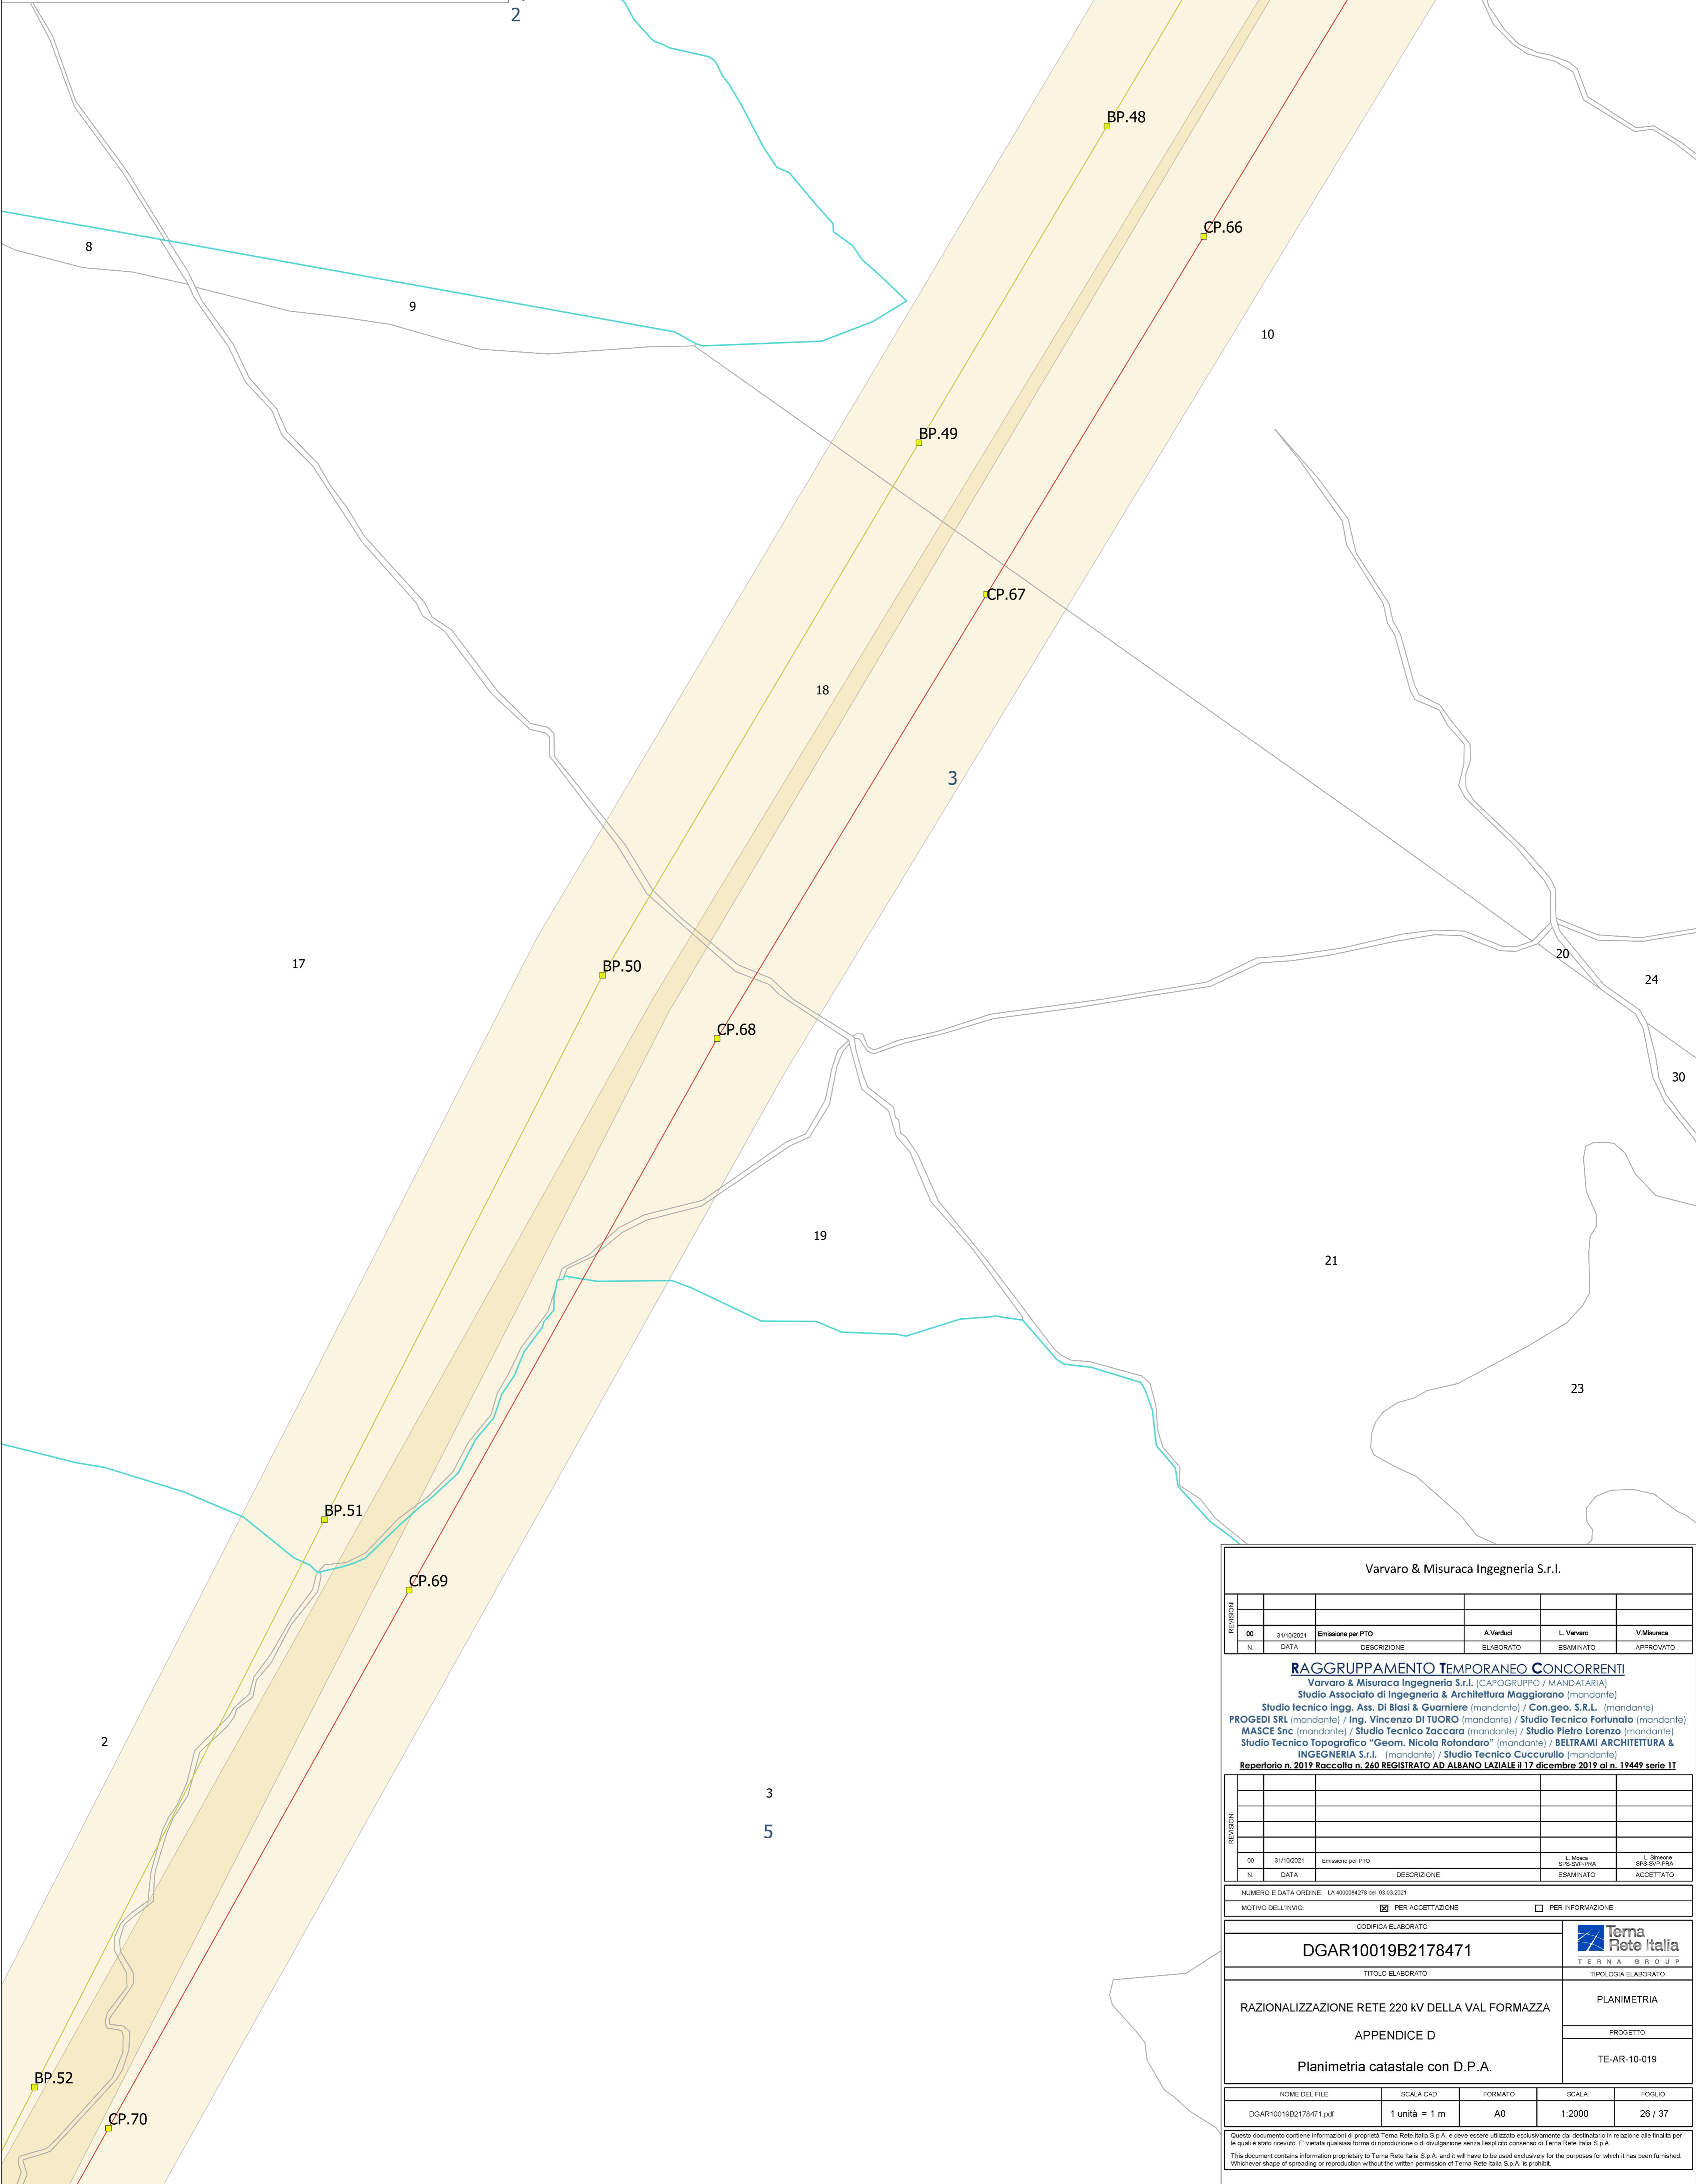 2
BP.48
CP.66
8
9
10
BP.49
CP.67
18
3
17
BP.50
20
24
CP.68
30
19
21
23
BP.51
CP.69
2
3
5
BP.52
CP.70
Varvaro & Misuraca Ingegneria S.r.l.
REVISIONI
00 31/10/2021 Emissione per PTO A.Verduci L. Varvaro V.Misuraca
N. DATA DESCRIZIONE ELABORATO ESAMINATO APPROVATO
RAGGRUPPAMENTO TEMPORANEO CONCORRENTI
Varvaro & Misuraca Ingegneria S.r.l. (CAPOGRUPPO / MANDATARIA)
Studio Associato di Ingegneria & Architettura Maggiorano (mandante)
Studio tecnico ingg. Ass. Di Blasi & Guarniere (mandante) / Con.geo. S.R.L. (mandante)
PROGEDI SRL (mandante) / Ing. Vincenzo DI TUORO (mandante) / Studio Tecnico Fortunato (mandante)
MASCE Snc (mandante) / Studio Tecnico Zaccara (mandante) / Studio Pietro Lorenzo (mandante)
Studio Tecnico Topografico “Geom. Nicola Rotondaro” (mandante) / BELTRAMI ARCHITETTURA &
INGEGNERIA S.r.l. (mandante) / Studio Tecnico Cuccurullo (mandante)
Repertorio n. 2019 Raccolta n. 260 REGISTRATO AD ALBANO LAZIALE il 17 dicembre 2019 al n. 19449 serie 1T
REVISIONI
00 31/10/2021 Emissione per PTO L. Mosca SPS-SVP-PRA L. Simeone SPS-SVP-PRA
N. DATA DESCRIZIONE ESAMINATO ACCETTATO
NUMERO E DATA ORDINE: LA 4000084278 del 03.03.2021
MOTIVO DELL'INVIO: PER ACCETTAZIONE PER INFORMAZIONE
CODIFICA ELABORATO
DGAR10019B2178471
Terna
Rete Italia
TERNA GROUP
TITOLO ELABORATO
TIPOLOGIA ELABORATO
RAZIONALIZZAZIONE RETE 220 kV DELLA VAL FORMAZZA
APPENDICE D
Planimetria catastale con D.P.A.
PLANIMETRIA
PROGETTO
TE-AR-10-019
NOME DEL FILE SCALA CAD FORMATO SCALA FOGLIO
DGAR10019B2178471.pdf 1 unità = 1 m A0 1:2000 26 / 37
Questo documento contiene informazioni di proprietà Terna Rete Italia S.p.A. e deve essere utilizzato esclusivamente dal destinatario in relazione alle finalità per
le quali è stato ricevuto. E' vietata qualsiasi forma di riproduzione o di divulgazione senza l'esplicito consenso di Terna Rete Italia S.p.A.
This document contains information proprietary to Terna Rete Italia S.p.A. and it will have to be used exclusively for the purposes for which it has been furnished.
Whichever shape of spreading or reproduction without the written permission of Terna Rete Italia S.p.A. is prohibit.